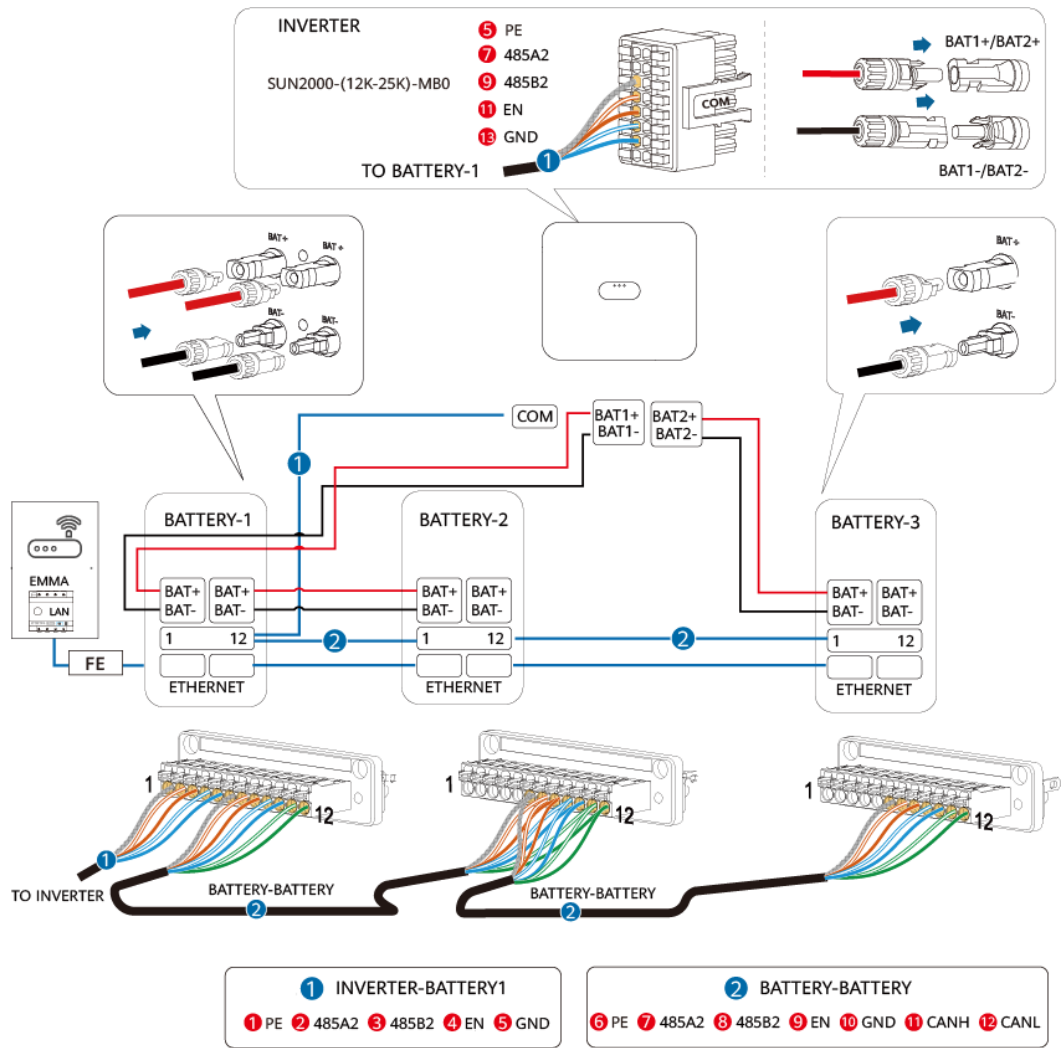 INVERTER
SUN2000-(12K-25K)-MB0
5 PE
7 485A2
9 485B2
11 EN
13 GND
TO BATTERY-1
1
COM
BAT1+/BAT2+
BAT1-/BAT2-
BAT+
BAT+
BAT-
BAT-
BAT+
BAT-
COM
BAT1+
BAT1-
BAT2+
BAT2-
1
BATTERY-1
BATTERY-2
BATTERY-3
EMMA
LAN
FE
BAT+ BAT+
BAT- BAT-
1 12
ETHERNET
2
BAT+ BAT+
BAT- BAT-
1 12
ETHERNET
2
BAT+ BAT+
BAT- BAT-
1 12
ETHERNET
1
12
1
12
1
12
1
TO INVERTER
BATTERY-BATTERY
2
BATTERY-BATTERY
2
1 INVERTER-BATTERY1
1 PE 2 485A2 3 485B2 4 EN 5 GND
2 BATTERY-BATTERY
6 PE 7 485A2 8 485B2 9 EN 10 GND 11 CANH 12 CANL